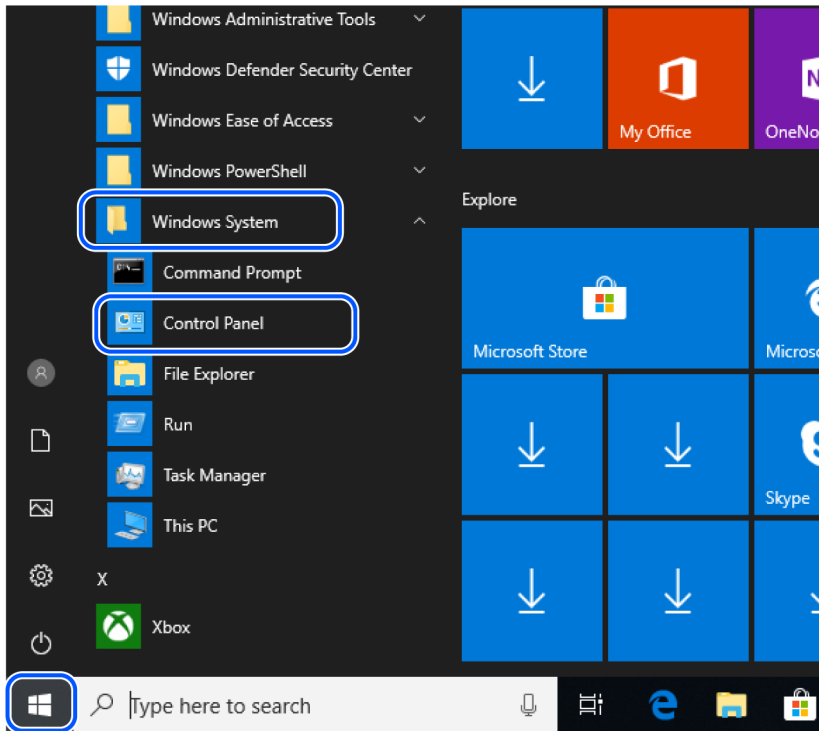 Windows Administrative Tools
Windows Defender Security Center
Windows Ease of Access
Windows PowerShell
Windows System
Command Prompt
Control Panel
File Explorer
Run
Task Manager
This PC
X
Xbox
My Office
OneNo
Explore
Microsoft Store
Microso
Skype
Type here to search